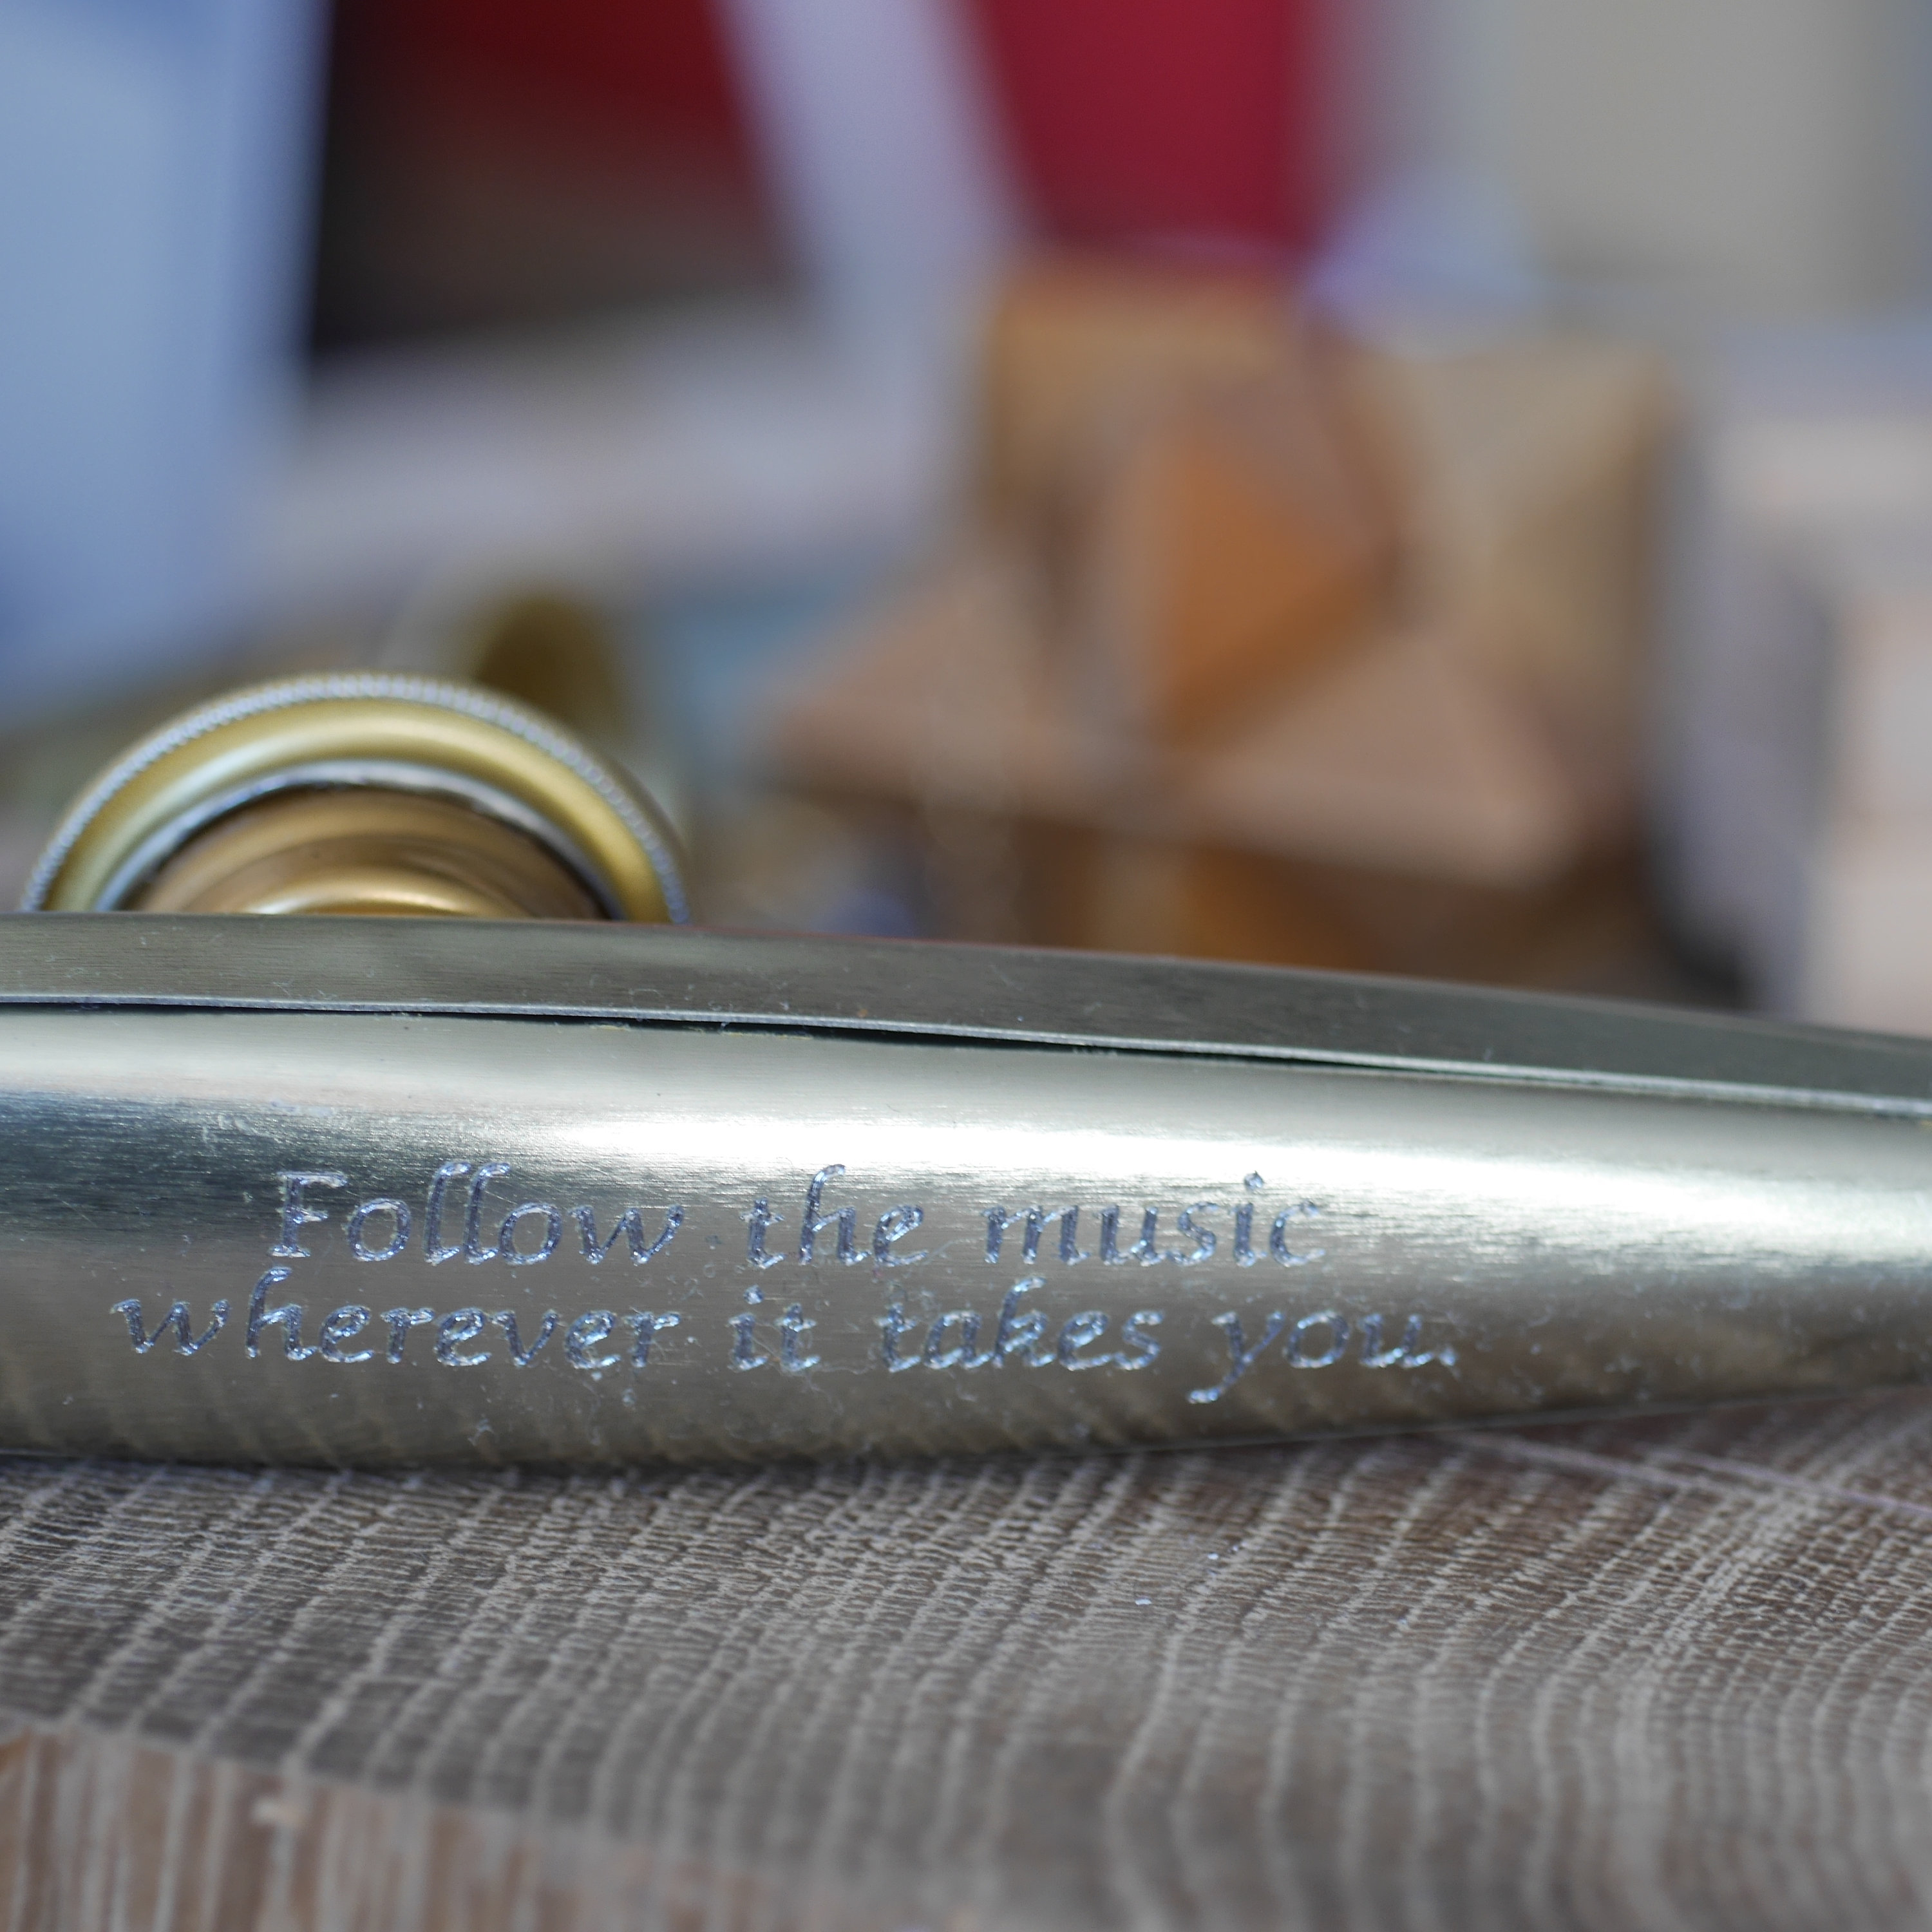 Follow the music
wherever it takes you.